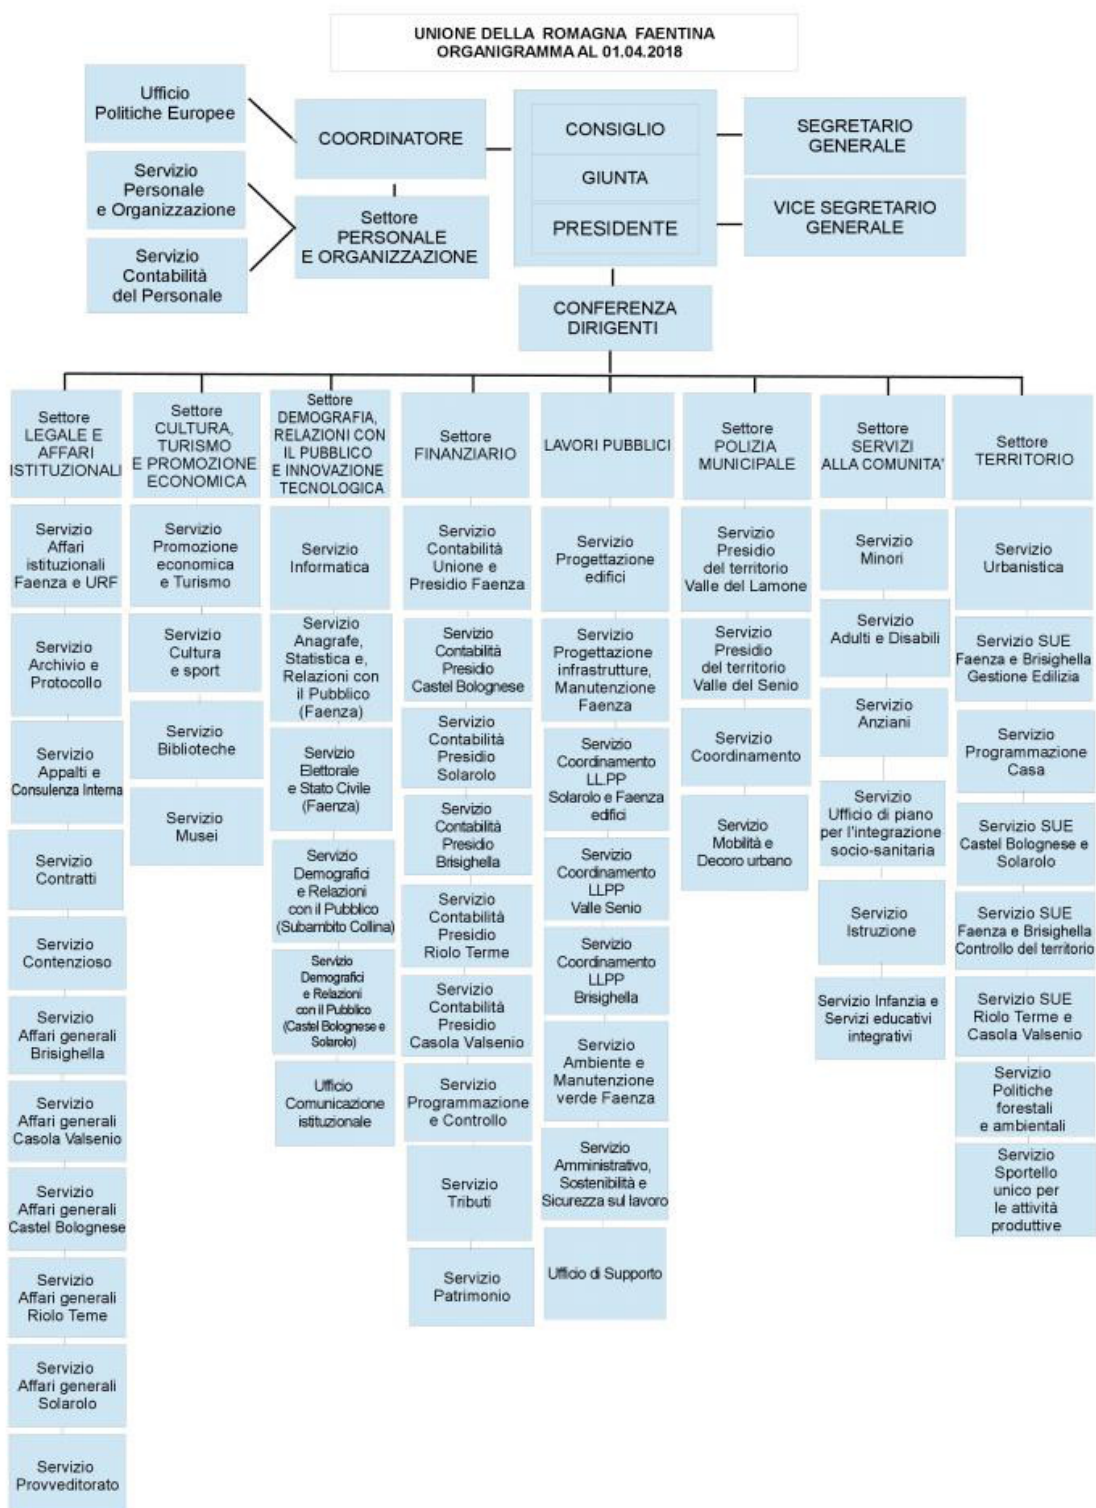 UNIONE DELLA ROMAGNA FAENTINA
ORGANIGRAMMA AL 01.04.2018
Ufficio
Politiche Europee
Servizio
Personale
e Organizzazione
Servizio
Contabilità
del Personale
COORDINATORE
Settore
PERSONALE
E ORGANIZZAZIONE
CONSIGLIO
GIUNTA
PRESIDENTE
SEGRETARIO
GENERALE
VICE SEGRETARIO
GENERALE
CONFERENZA
DIRIGENTI
Settore
LEGALE E
AFFARI
ISTITUZIONALI
Servizio
Affari
istituzionali
Faenza e URF
Servizio
Archivio e
Protocollo
Servizio
Appalti e
Consulenza Interna
Servizio
Contratti
Servizio
Contenzioso
Servizio
Affari generali
Brisighella
Servizio
Affari generali
Casola Valsenio
Servizio
Affari generali
Castel Bolognese
Servizio
Affari generali
Riolo Teme
Servizio
Affari generali
Solarolo
Servizio
Provveditorato
Settore
CULTURA,
TURISMO
E PROMOZIONE
ECONOMICA
Servizio
Promozione
economica
e Turismo
Servizio
Cultura
e sport
Servizio
Biblioteche
Servizio
Musei
Settore
DEMOGRAFIA,
RELAZIONI CON
IL PUBBLICO
E INNOVAZIONE
TECNOLOGICA
Servizio
Informatica
Servizio
Anagrafe,
Statistica e,
Relazioni con
il Pubblico
(Faenza)
Servizio
Elettorale
e Stato Civile
(Faenza)
Servizio
Demografici
e Relazioni
con il Pubblico
(Subambito Collina)
Servizio
Demografici
e Relazioni
con il Pubblico
(Castel Bolognese e
Solarolo)
Ufficio
Comunicazione
istituzionale
Settore
FINANZIARIO
Servizio
Contabilità
Unione e
Presidio Faenza
Servizio
Contabilità
Presidio
Castel Bolognese
Servizio
Contabilità
Presidio
Solarolo
Servizio
Contabilità
Presidio
Brisighella
Servizio
Contabilità
Presidio
Riolo Terme
Servizio
Contabilità
Presidio
Casola Valsenio
Servizio
Programmazione
e Controllo
Servizio
Tributi
Servizio
Patrimonio
LAVORI PUBBLICI
Servizio
Progettazione
edifici
Servizio
Progettazione
infrastrutture,
Manutenzione
Faenza
Servizio
Coordinamento
LL.PP
Solarolo e Faenza
edifici
Servizio
Coordinamento
LLPP
Valle Senio
Servizio
Coordinamento
LLPP
Brisighella
Servizio
Ambiente e
Manutenzione
verde Faenza
Servizio
Amministrativo,
Sostenibilità e
Sicurezza sul lavoro
Ufficio di Supporto
Settore
POLIZIA
MUNICIPALE
Servizio
Presidio
del territorio
Valle del Lamone
Servizio
Presidio
del territorio
Valle del Senio
Servizio
Coordinamento
Servizio
Mobilità e
Decoro urbano
Settore
SERVIZI
ALLA COMUNITA'
Servizio
Minori
Servizio
Adulti e Disabili
Servizio
Anziani
Servizio
Ufficio di piano
per l'integrazione
socio-sanitaria
Servizio
Istruzione
Servizio Infanzia e
Servizi educativi
integrativi
Settore
TERRITORIO
Servizio
Urbanistica
Servizio SUE
Faenza e Brisighella
Gestione Edilizia
Servizio
Programmazione
Casa
Servizio SUE
Castel Bolognese e
Solarolo
Servizio SUE
Faenza e Brisighella
Controllo del territorio
Servizio SUE
Riolo Terme e
Casola Valsenio
Servizio
Politiche
forestali
e ambientali
Servizio
Sportello
unico per
le attività
produttive